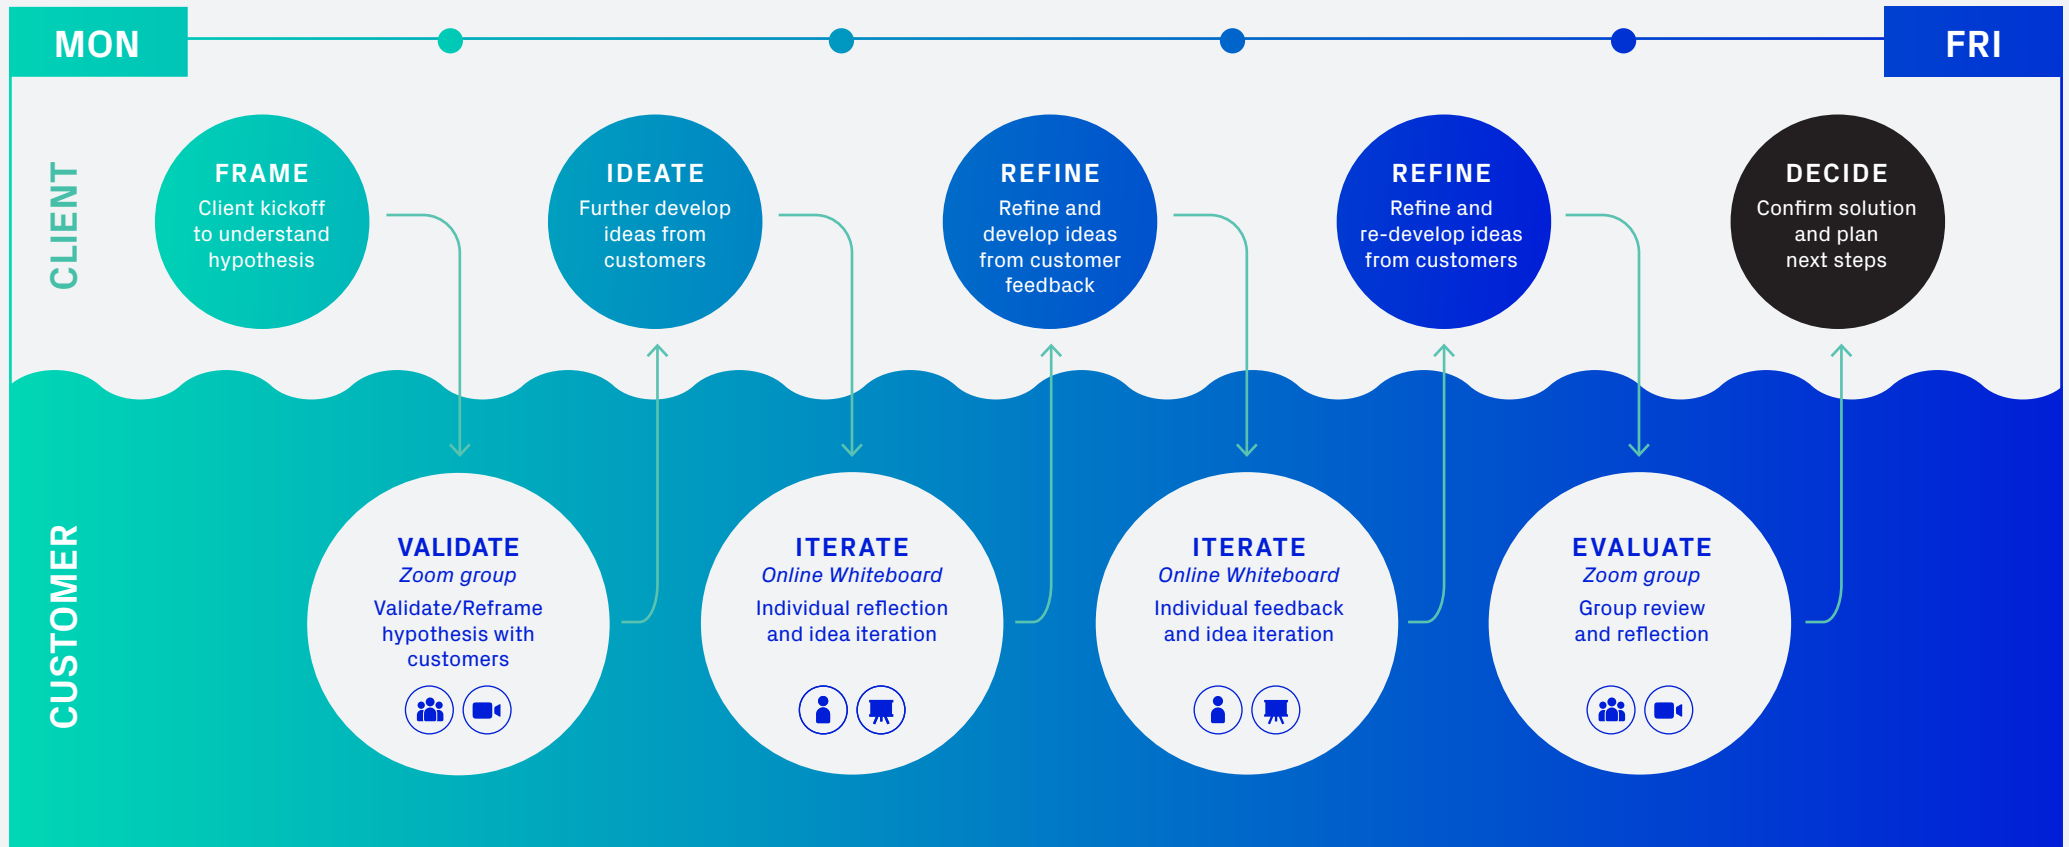 MON
FRI
CLIENT
FRAME
Client kickoff
to understand
hypothesis
IDEATE
Further develop
ideas from
customers
REFINE
Refine and
develop ideas
from customer
feedback
REFINE
Refine and
re-develop ideas
from customers
DECIDE
Confirm solution
and plan
next steps
CUSTOMER
VALIDATE
Zoom group
Validate/Reframe
hypothesis with
customers
ITERATE
Online Whiteboard
Individual reflection
and idea iteration
ITERATE
Online Whiteboard
Individual feedback
and idea iteration
EVALUATE
Zoom group
Group review
and reflection